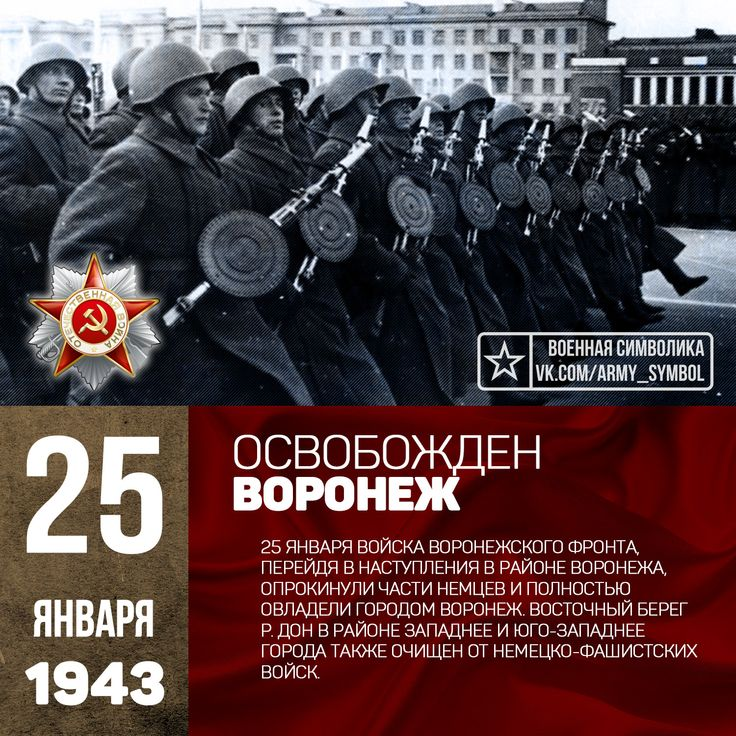 ОТЕЧЕСТВЕННАЯ ВОЙНА
ВОЕННАЯ СИМВОЛИКА
VK.COM/ARMY_SYMBOL
25
ЯНВАРЯ
1943
ОСВОБОЖДЕН
ВОРОНЕЖ
25 ЯНВАРЯ ВОЙСКА ВОРОНЕЖСКОГО ФРОНТА,
ПЕРЕЙДЯ В НАСТУПЛЕНИЯ В РАЙОНЕ ВОРОНЕЖА,
ОПРОКИНУЛИ ЧАСТИ НЕМЦЕВ И ПОЛНОСТЬЮ
ОВЛАДЕЛИ ГОРОДОМ ВОРОНЕЖ. ВОСТОЧНЫЙ БЕРЕГ
Р. ДОН В РАЙОНЕ ЗАПАДНЕЕ И ЮГО-ЗАПАДНЕЕ
ГОРОДА ТАКЖЕ ОЧИЩЕН ОТ НЕМЕЦКО-ФАШИСТСКИХ
ВОЙСК.